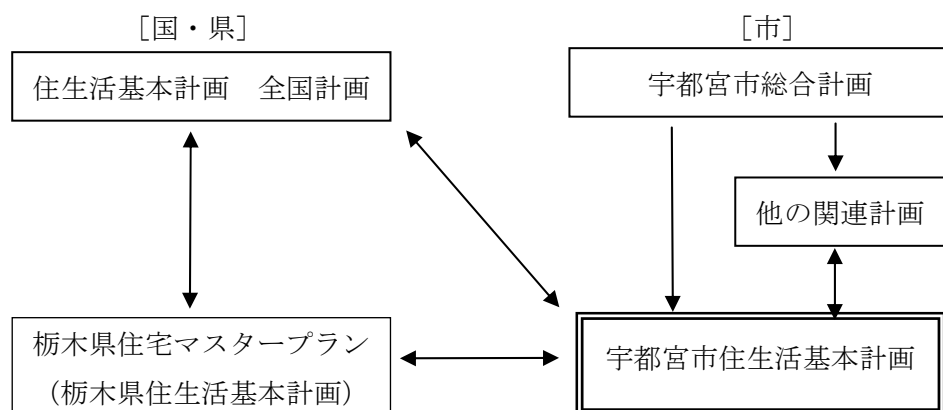 ［国・県］
［市］
住生活基本計画　全国計画
宇都宮市総合計画
他の関連計画
栃木県住宅マスタープラン
（栃木県住生活基本計画）
宇都宮市住生活基本計画